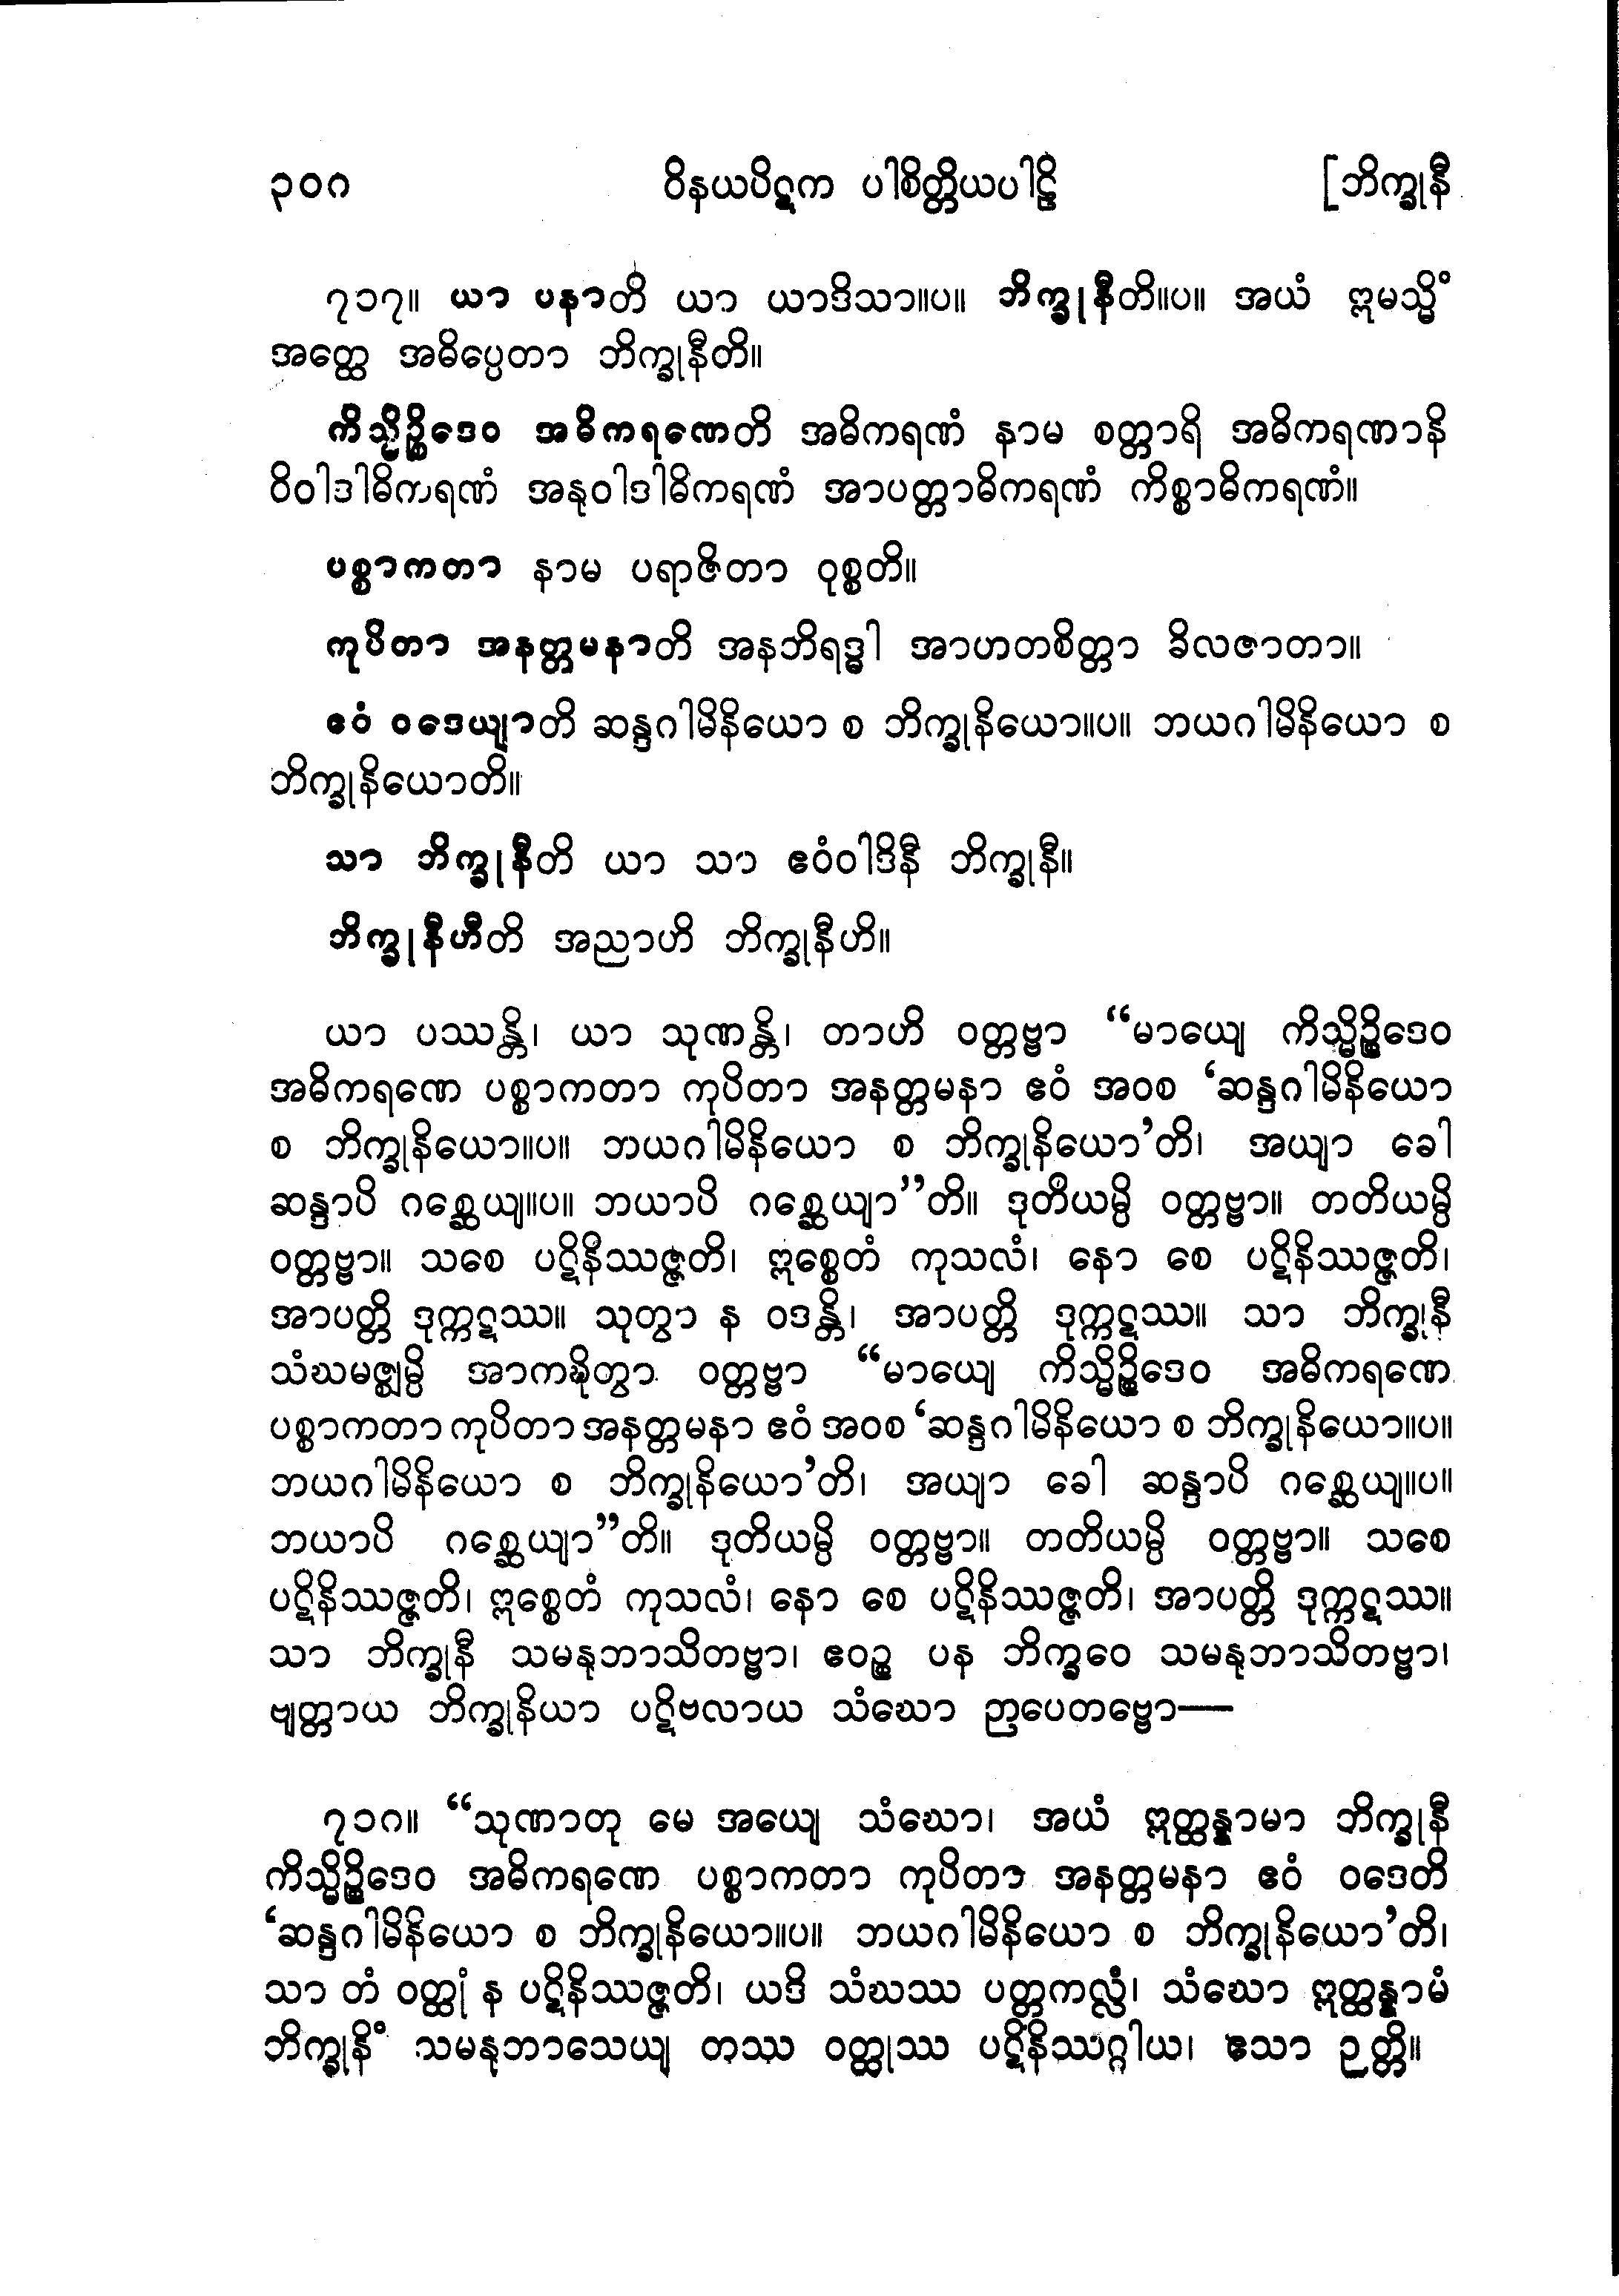 ၃၀ဂ ဝိနယပိဋက ပါစိတ္တိယပါဠိ [ဘိက္ခုနီ
၇၁၇။ ယာ ပနာတိ ယာ ယာဒိသာ။ပ။ ဘိက္ခုနီတိ။ပ။ အယံ ဣမသ္မိံ
အတ္ထေ အဓိပ္ပေတာ ဘိက္ခုနီတိ။
ကိသ္မိဉ္စိဒေဝ အဓိကရဏေတိ အဓိကရဏံ နာမ စတ္တာရိ အဓိကရဏာနိ
ဝိဝါဒါဓိကရဏံ အနုဝါဒါဓိကရဏံ အာပတ္တာဓိကရဏံ ကိစ္စာဓိကရဏံ။
ပစ္စာကတာ နာမ ပရာဇိတာ ဝုစ္စတိ။
ကုပိတာ အနတ္တမနာတိ အနဘိရဒ္ဓါ အာဟတစိတ္တာ ခိလဇာတာ။
ဧဝံ ဝဒေယျာတိ ဆန္ဒဂါမိနိယော စ ဘိက္ခုနိယော။ပ။ ဘယဂါမိနိယော စ
ဘိက္ခုနိယောတိ။
သာ ဘိက္ခုနီတိ ယာ သာ ဧဝံဝါဒိနီ ဘိက္ခုနီ။
ဘိက္ခုနီဟီတိ အညာဟိ ဘိက္ခုနီဟိ။
ယာ ပဿန္တိ၊ ယာ သုဏန္တိ၊ တာဟိ ဝတ္တဗ္ဗာ “မာယျေ ကိသ္မိဉ္စိဒေဝ
အဓိကရဏေ ပစ္စာကတာ ကုပိတာ အနတ္တမနာ ဧဝံ အဝစ ‘ဆန္ဒဂါမိနိယော
စ ဘိက္ခုနိယော။ပ။ ဘယဂါမိနိယော စ ဘိက္ခုနိယော’တိ၊ အယျာ ခေါ
ဆန္ဒာပိ ဂစ္ဆေယျ။ပ။ ဘယာပိ ဂစ္ဆေယျာ”တိ။ ဒုတိယမ္ပိ ဝတ္တဗ္ဗာ။ တတိယမ္ပိ
ဝတ္တဗ္ဗာ။ သစေ ပဋိနိဿဇ္ဇတိ၊ ဣစ္စေတံ ကုသလံ၊ နော စေ ပဋိနိဿဇ္ဇတိ၊
အာပတ္တိ ဒုက္ကဋဿ။ သုတွာ န ဝဒန္တိ၊ အာပတ္တိ ဒုက္ကဋဿ။ သာ ဘိက္ခုနီ
သံဃမဇ္ဈမ္ပိ အာကဍ္ဎိတွာ ဝတ္တဗ္ဗာ “မာယျေ ကိသ္မိဉ္စိဒေဝ အဓိကရဏေ
ပစ္စာကတာ ကုပိတာ အနတ္တမနာ ဧဝံ အဝစ ‘ဆန္ဒဂါမိနိယော စ ဘိက္ခုနိယော။ပ။
ဘယဂါမိနိယော စ ဘိက္ခုနိယော’တိ၊ အယျာ ခေါ ဆန္ဒာပိ ဂစ္ဆေယျ။ပ။
ဘယာပိ ဂစ္ဆေယျာ”တိ။ ဒုတိယမ္ပိ ဝတ္တဗ္ဗာ။ တတိယမ္ပိ ဝတ္တဗ္ဗာ။ သစေ
ပဋိနိဿဇ္ဇတိ၊ ဣစ္စေတံ ကုသလံ၊ နော စေ ပဋိနိဿဇ္ဇတိ၊ အာပတ္တိ ဒုက္ကဋဿ။
သာ ဘိက္ခုနီ သမနုဘာသိတဗ္ဗာ၊ ဧဝဉ္စ ပန ဘိက္ခဝေ သမနုဘာသိတဗ္ဗာ၊
ဗျတ္တာယ ဘိက္ခုနိယာ ပဋိဗလာယ သံဃော ဉာပေတဗ္ဗော—
၇၁ဂ။ “သုဏာတု မေ အယျေ သံဃော၊ အယံ ဣတ္ထန္နာမာ ဘိက္ခုနီ
ကိသ္မိဉ္စိဒေဝ အဓိကရဏေ ပစ္စာကတာ ကုပိတာ အနတ္တမနာ ဧဝံ ဝဒေတိ
‘ဆန္ဒဂါမိနိယော စ ဘိက္ခုနိယော။ပ။ ဘယဂါမိနိယော စ ဘိက္ခုနိယော’တိ၊
သာ တံ ဝတ္ထုံ န ပဋိနိဿဇ္ဇတိ၊ ယဒိ သံဃဿ ပတ္တကလ္လံ၊ သံဃော ဣတ္ထန္နာမံ
ဘိက္ခုနိံ သမနုဘာသေယျ တဿ ဝတ္ထုဿ ပဋိနိဿဂ္ဂါယ၊ ဧသာ ဉတ္တိ။